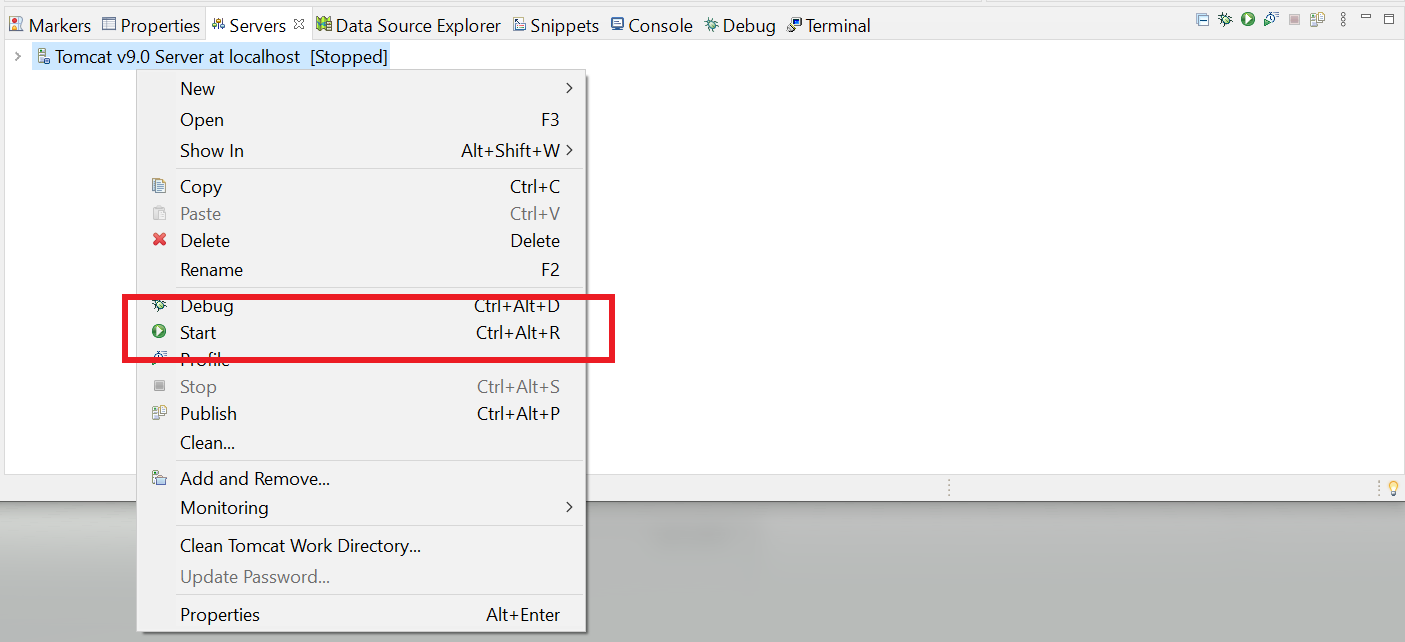 Markers Properties Servers Data Source Explorer Snippets Console Debug Terminal
Tomcat v9.0 Server at localhost [Stopped]
New
Open F3
Show In Alt+Shift+W
Copy Ctrl+C
Paste Ctrl+V
Delete Delete
Rename F2
Debug Ctrl+Alt+D
Start Ctrl+Alt+R
Profile
Stop Ctrl+Alt+S
Publish Ctrl+Alt+P
Clean...
Add and Remove...
Monitoring
Clean Tomcat Work Directory...
Update Password...
Properties Alt+Enter